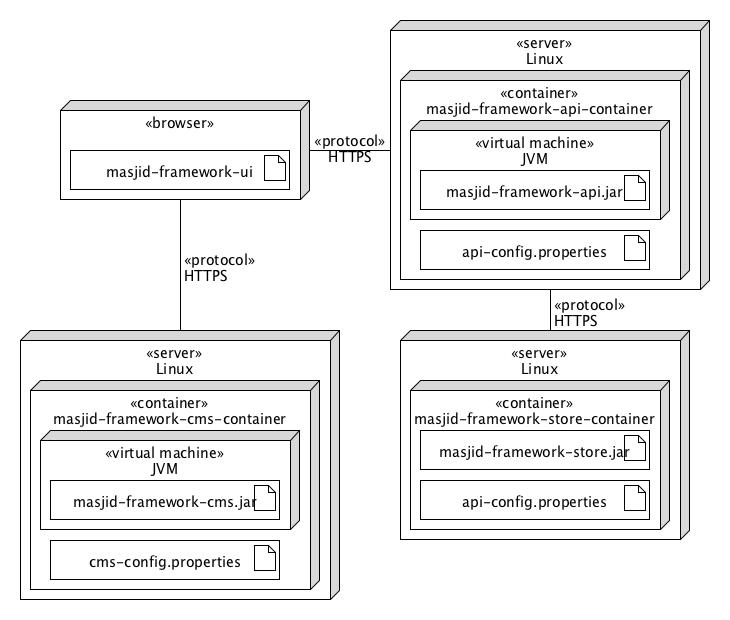 «server»
Linux
«container»
masjid-framework-api-container
«browser»
«protocol»
HTTPS
«virtual machine»
JVM
masjid-framework-ui
masjid-framework-api.jar
api-config.properties
«protocol»
HTTPS
«protocol»
HTTPS
«server»
Linux
«container»
masjid-framework-cms-container
«virtual machine»
JVM
masjid-framework-cms.jar
cms-config.properties
«server»
Linux
«container»
masjid-framework-store-container
masjid-framework-store.jar
api-config.properties